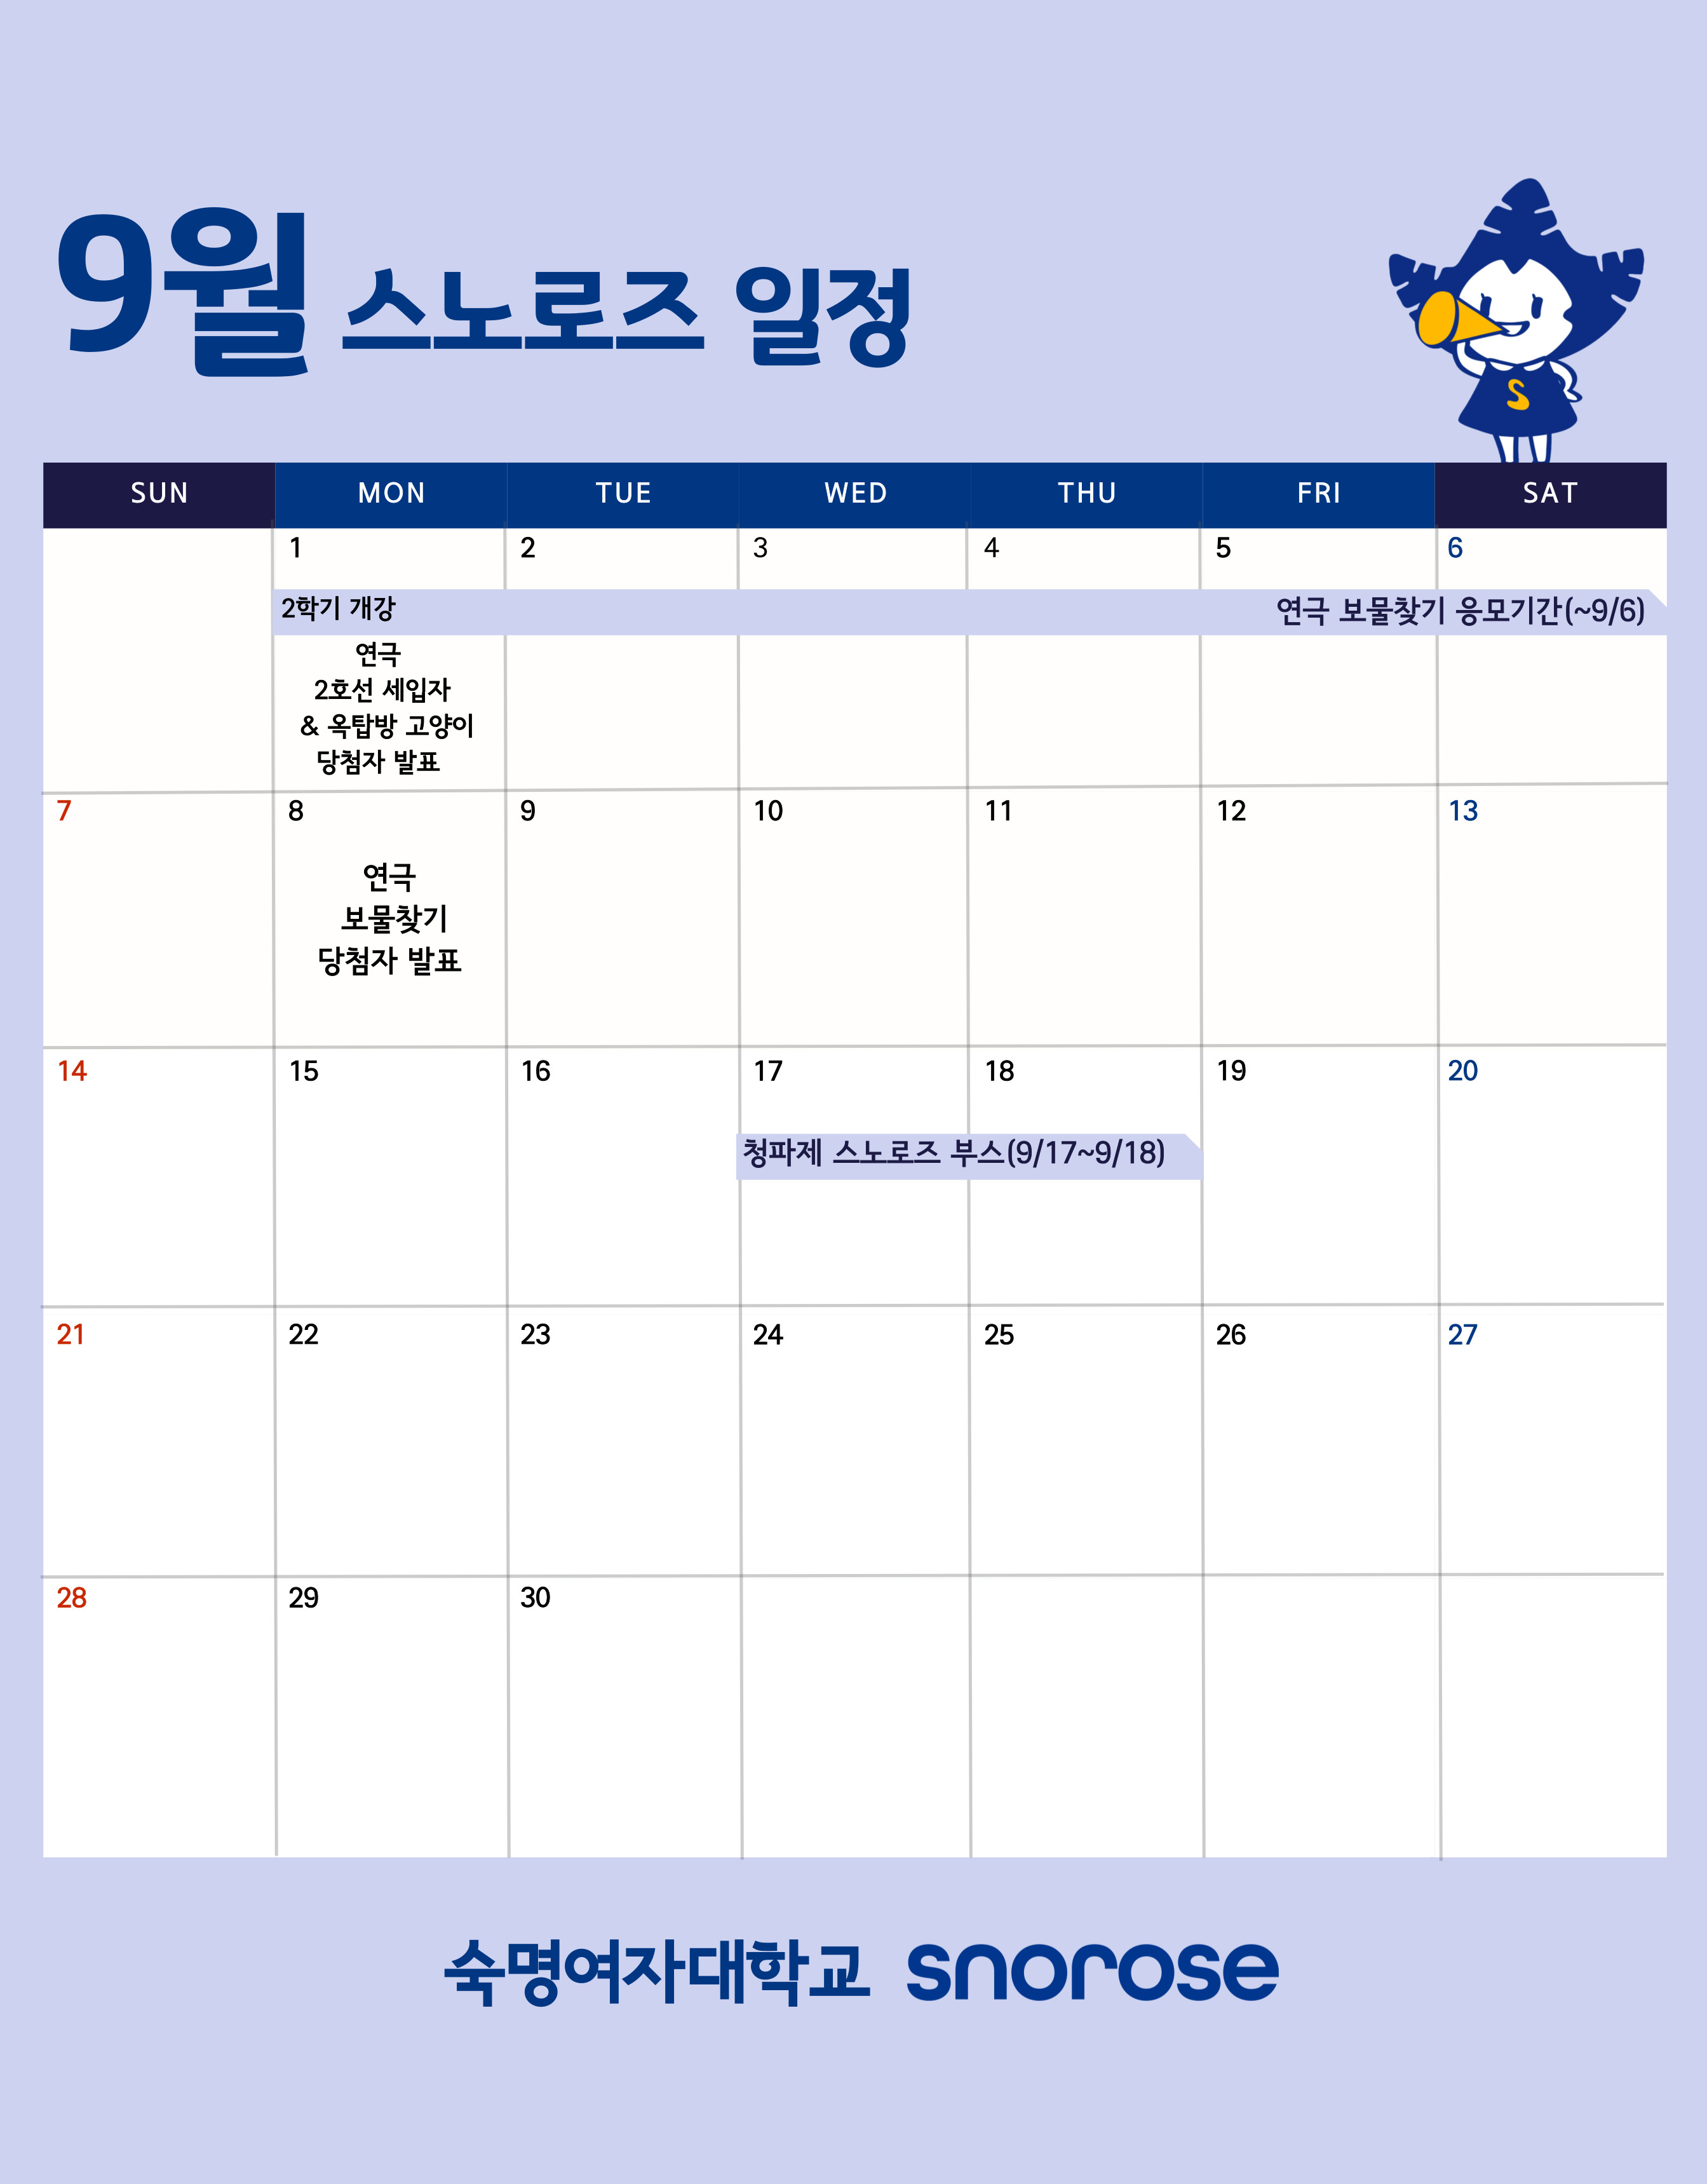 9월 스노로즈 일정
S
SUN MON TUE WED THU FRI SAT
1 2 3 4 5 6
2학기 개강 연극 보물찾기 응모기간(~9/6)
연극
2호선 세입자
& 옥탑방 고양이
당첨자 발표
7 8 9 10 11 12 13
연극
보물찾기
당첨자 발표
14 15 16 17 18 19 20
청파제 스노로즈 부스(9/17~9/18)
21 22 23 24 25 26 27
28 29 30
숙명여자대학교 snorose